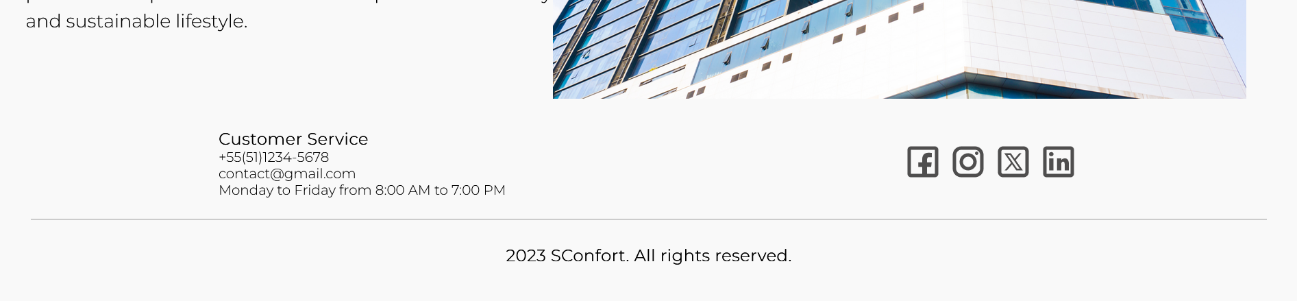 and sustainable lifestyle.
Customer Service
+55(51)1234-5678
contact@gmail.com
Monday to Friday from 8:00 AM to 7:00 PM
2023 SConfort. All rights reserved.